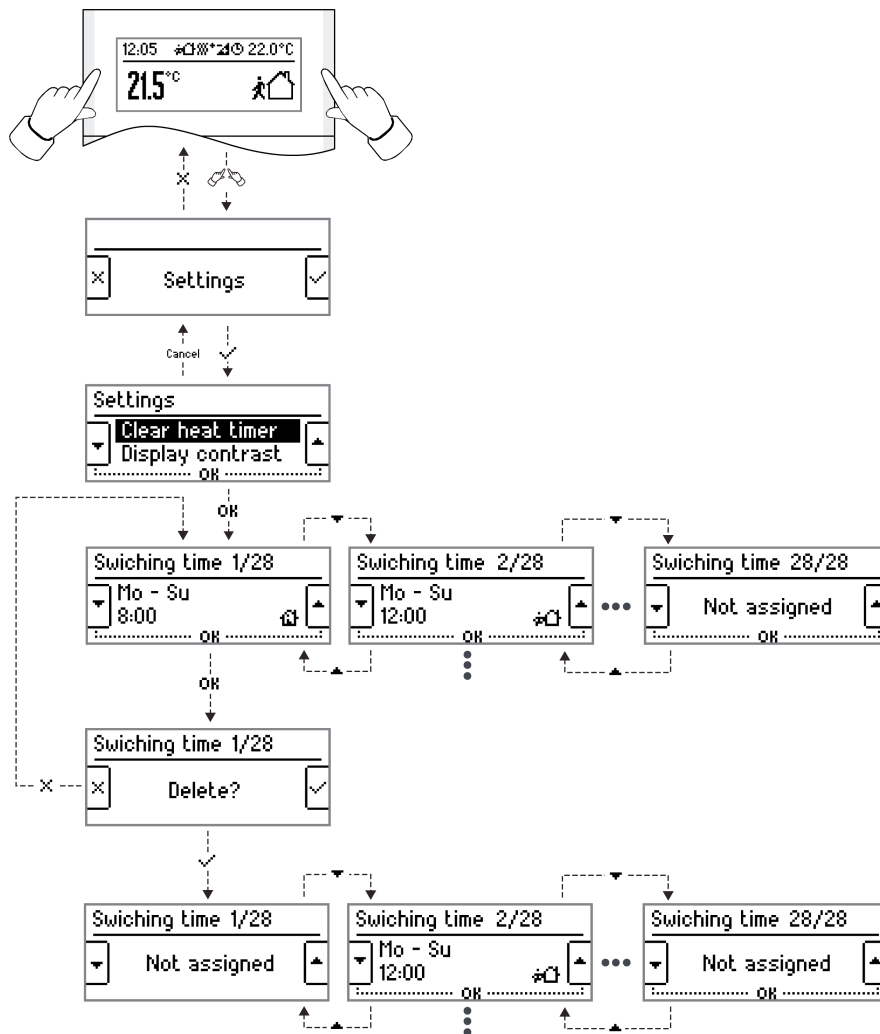 12:05 22.0°C
21.5°C
Settings
Cancel
Settings
Clear heat timer
Display contrast
OK
OK
Swiching time 1/28
Mo - Su
8:00
OK
Swiching time 2/28
Mo - Su
12:00
OK
Swiching time 28/28
Not assigned
OK
OK
Swiching time 1/28
Delete?
Swiching time 1/28
Not assigned
Swiching time 2/28
Mo - Su
12:00
OK
Swiching time 28/28
Not assigned
OK